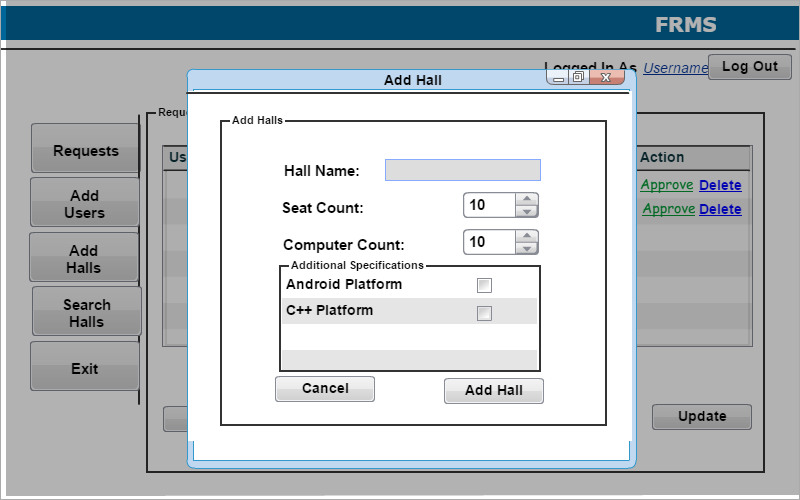 FRMS
Logged In As Username
Log Out
Add Hall
Requests
Add
Users
Add
Halls
Search
Halls
Exit
Add Halls
Hall Name:
Seat Count:
10
Computer Count:
10
Additional Specifications
Android Platform
C++ Platform
Cancel
Add Hall
Action
Approve Delete
Approve Delete
Update